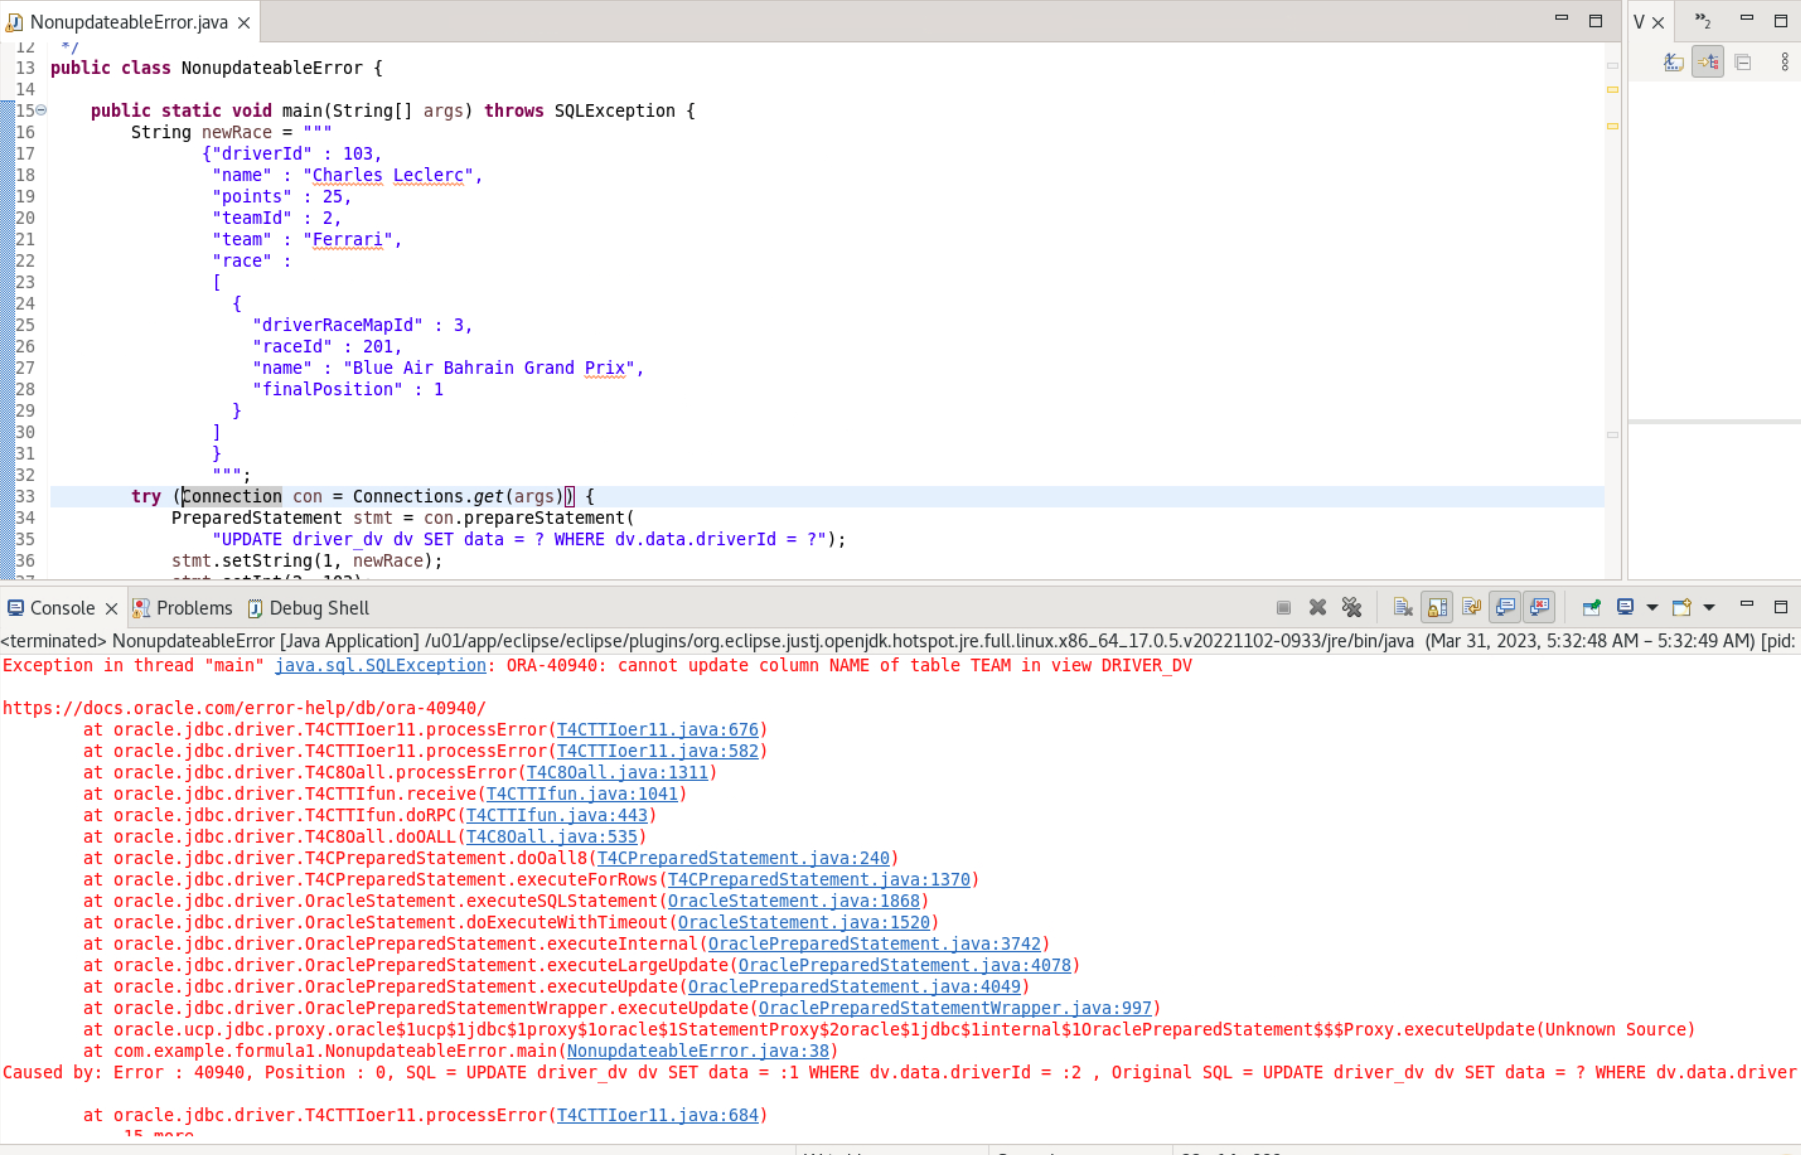 NonupdateableError.java
V
»2
12 */
13 public class NonupdateableError {
14
15 public static void main(String[] args) throws SQLException {
16 String newRace = """
17 {"driverId" : 103,
18 "name" : "Charles Leclerc",
19 "points" : 25,
20 "teamId" : 2,
21 "team" : "Ferrari",
22 "race" :
23 [
24 {
25 "driverRaceMapId" : 3,
26 "raceId" : 201,
27 "name" : "Blue Air Bahrain Grand Prix",
28 "finalPosition" : 1
29 }
30 ]
31 }
32 """;
33 try (Connection con = Connections.get(args)) {
34 PreparedStatement stmt = con.prepareStatement(
35 "UPDATE driver_dv dv SET data = ? WHERE dv.data.driverId = ?");
36 stmt.setString(1, newRace);
37 stmt.setInt(2, 103);
Console Problems Debug Shell
<terminated> NonupdateableError [Java Application] /u01/app/eclipse/eclipse/plugins/org.eclipse.justj.openjdk.hotspot.jre.full.linux.x86_64_17.0.5.v20221102-0933/jre/bin/java (Mar 31, 2023, 5:32:48 AM – 5:32:49 AM) [pid:
Exception in thread "main" java.sql.SQLException: ORA-40940: cannot update column NAME of table TEAM in view DRIVER_DV
https://docs.oracle.com/error-help/db/ora-40940/
at oracle.jdbc.driver.T4CTTIoer11.processError(T4CTTIoer11.java:676)
at oracle.jdbc.driver.T4CTTIoer11.processError(T4CTTIoer11.java:582)
at oracle.jdbc.driver.T4C8Oall.processError(T4C8Oall.java:1311)
at oracle.jdbc.driver.T4CTTIfun.receive(T4CTTIfun.java:1041)
at oracle.jdbc.driver.T4CTTIfun.doRPC(T4CTTIfun.java:443)
at oracle.jdbc.driver.T4C8Oall.doOALL(T4C8Oall.java:535)
at oracle.jdbc.driver.T4CPreparedStatement.doOall8(T4CPreparedStatement.java:240)
at oracle.jdbc.driver.T4CPreparedStatement.executeForRows(T4CPreparedStatement.java:1370)
at oracle.jdbc.driver.OracleStatement.executeSQLStatement(OracleStatement.java:1868)
at oracle.jdbc.driver.OracleStatement.doExecuteWithTimeout(OracleStatement.java:1520)
at oracle.jdbc.driver.OraclePreparedStatement.executeInternal(OraclePreparedStatement.java:3742)
at oracle.jdbc.driver.OraclePreparedStatement.executeLargeUpdate(OraclePreparedStatement.java:4078)
at oracle.jdbc.driver.OraclePreparedStatement.executeUpdate(OraclePreparedStatement.java:4049)
at oracle.jdbc.driver.OraclePreparedStatementWrapper.executeUpdate(OraclePreparedStatementWrapper.java:997)
at oracle.ucp.jdbc.proxy.oracle$1ucp$1jdbc$1proxy$1oracle$1StatementProxy$2oracle$1jdbc$1internal$1OraclePreparedStatement$$$Proxy.executeUpdate(Unknown Source)
at com.example.formula1.NonupdateableError.main(NonupdateableError.java:38)
Caused by: Error : 40940, Position : 0, SQL = UPDATE driver_dv dv SET data = :1 WHERE dv.data.driverId = :2 , Original SQL = UPDATE driver_dv dv SET data = ? WHERE dv.data.driver
at oracle.jdbc.driver.T4CTTIoer11.processError(T4CTTIoer11.java:684)
15 more